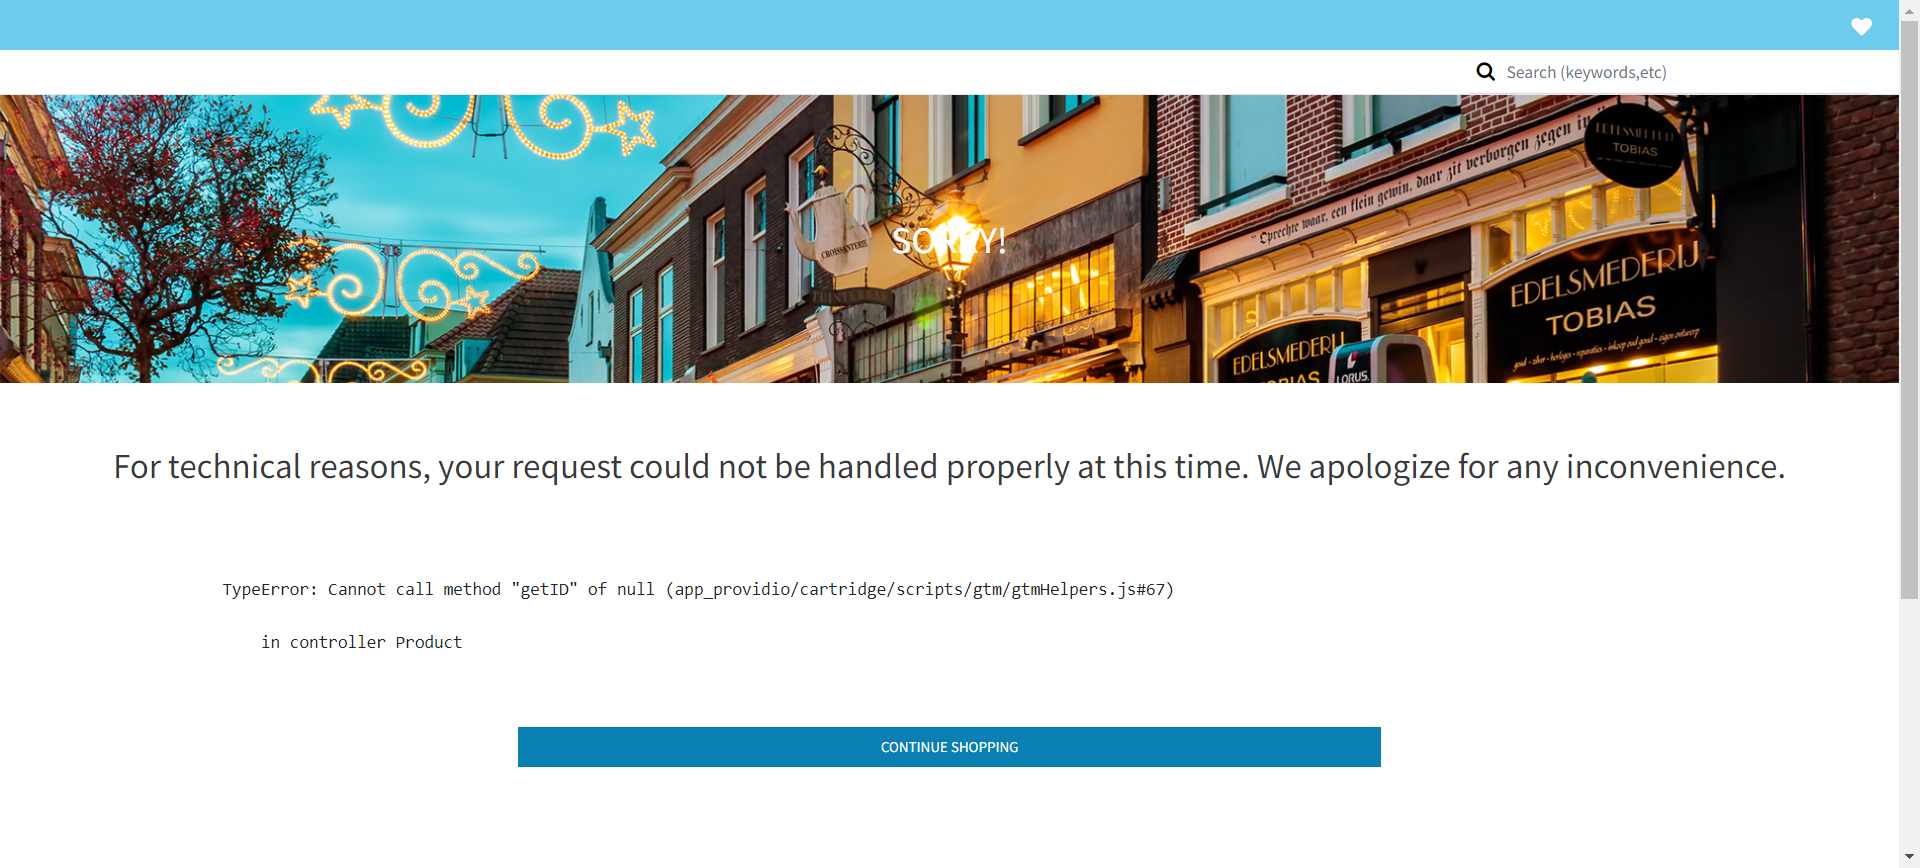 Search (keywords,etc)
"Sprechte waar, een klein gewin, daar zit verborgen zegen in
EDELSMEDERIJ
TOBIAS
CROISSANTERIE
SORRY!
EDELSMEDERIJ
TOBIAS
goud - zilver - horloges - reparaties - inkoop oud goud - eigen ontwerp
EDELSMEDERIJ
TOBIAS
LORUS
For technical reasons, your request could not be handled properly at this time. We apologize for any inconvenience.
TypeError: Cannot call method "getID" of null (app_providio/cartridge/scripts/gtm/gtmHelpers.js#67)
in controller Product
CONTINUE SHOPPING